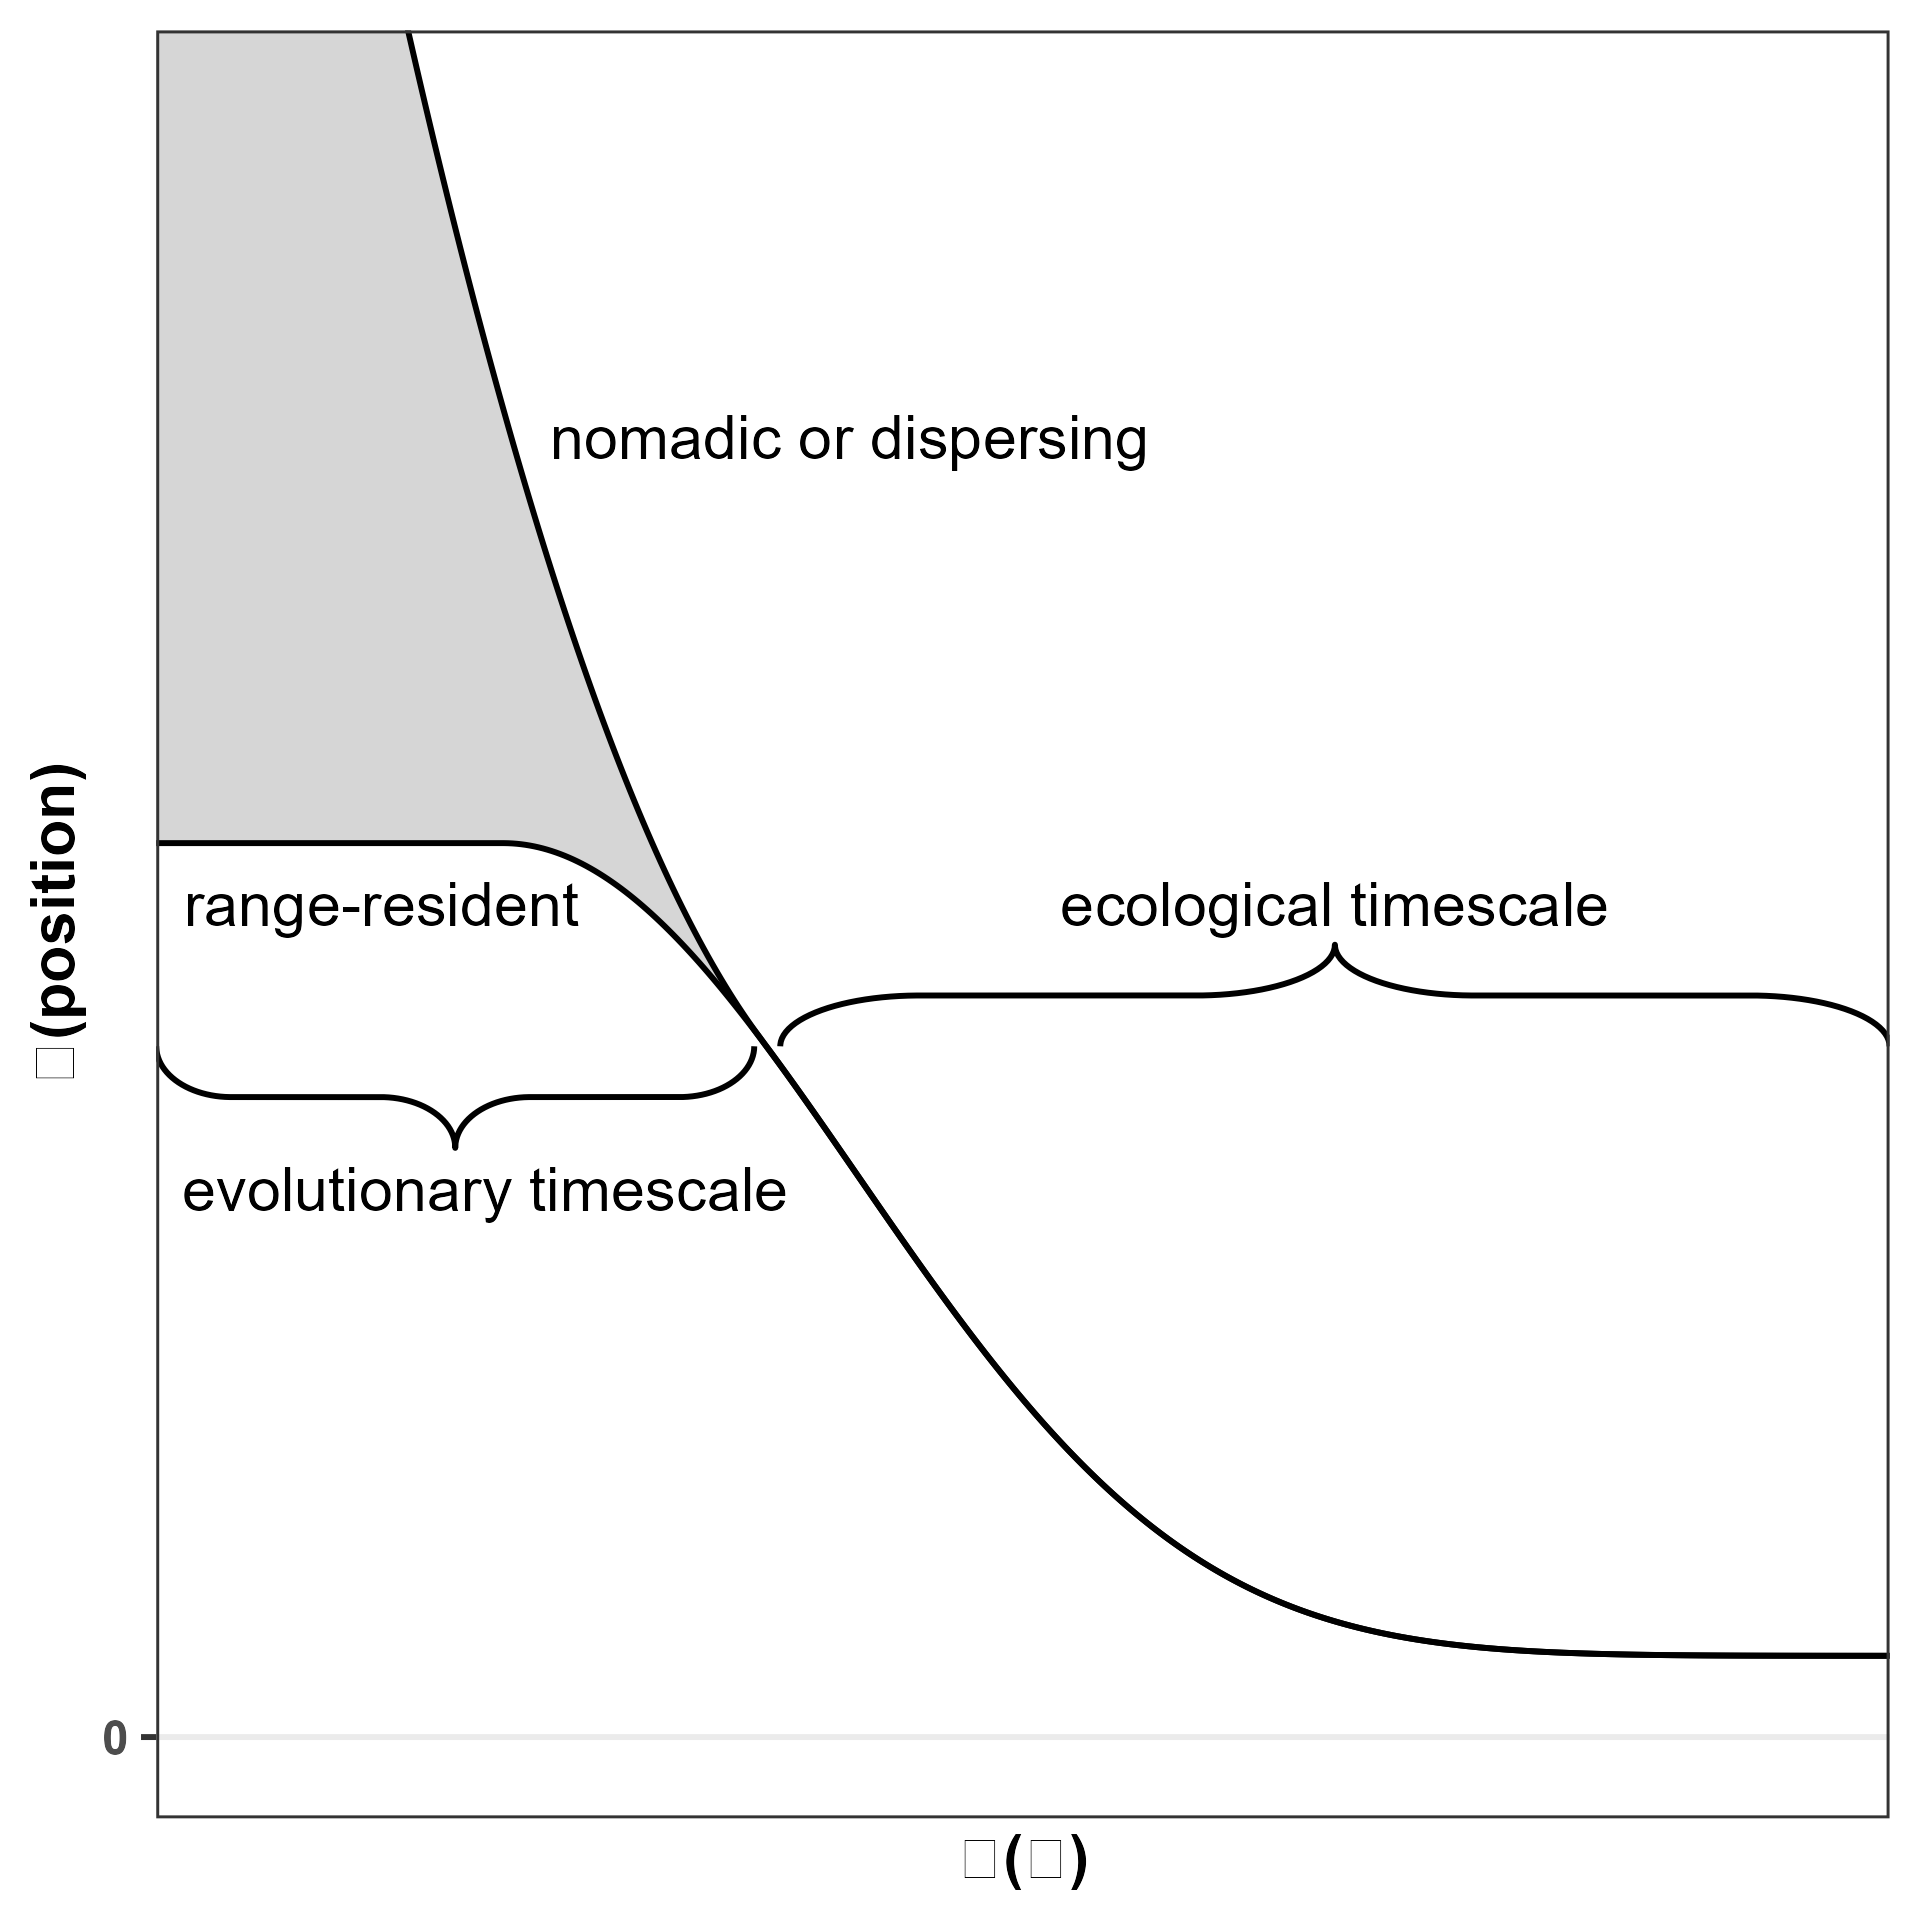 nomadic or dispersing
range-resident
ecological timescale
evolutionary timescale
□(position)
0
□(□)